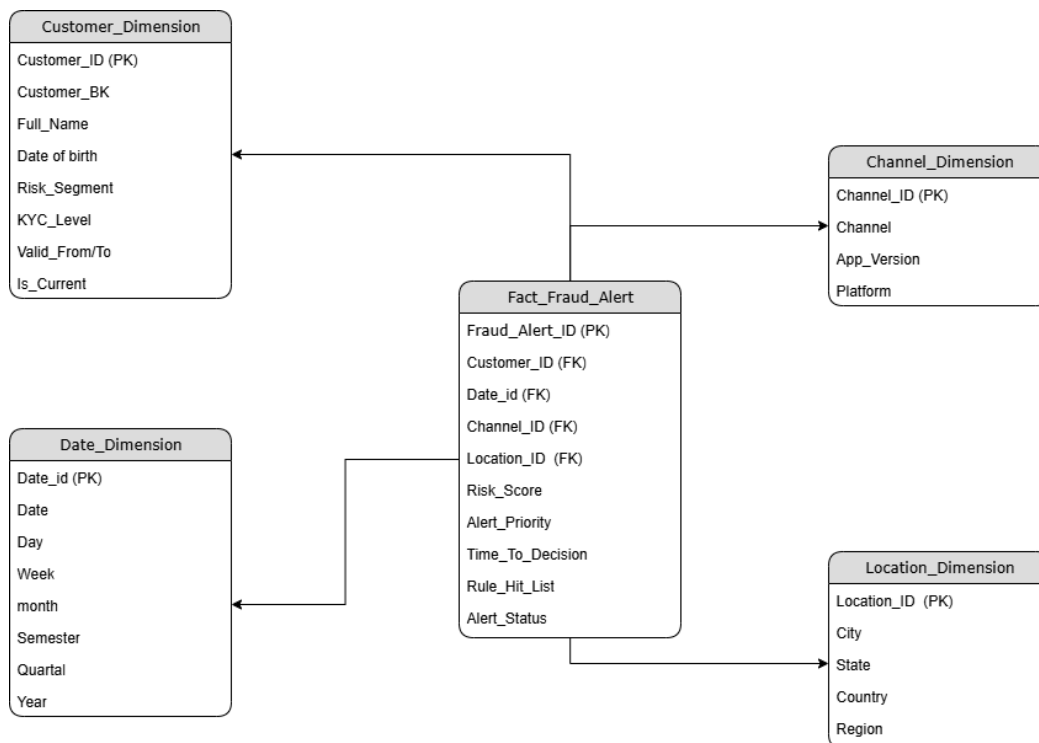 Customer_Dimension
Customer_ID (PK)
Customer_BK
Full_Name
Date of birth
Risk_Segment
KYC_Level
Valid_From/To
Is_Current
Channel_Dimension
Channel_ID (PK)
Channel
App_Version
Platform
Fact_Fraud_Alert
Fraud_Alert_ID (PK)
Customer_ID (FK)
Date_id (FK)
Channel_ID (FK)
Location_ID (FK)
Risk_Score
Alert_Priority
Time_To_Decision
Rule_Hit_List
Alert_Status
Date_Dimension
Date_id (PK)
Date
Day
Week
month
Semester
Quartal
Year
Location_Dimension
Location_ID (PK)
City
State
Country
Region